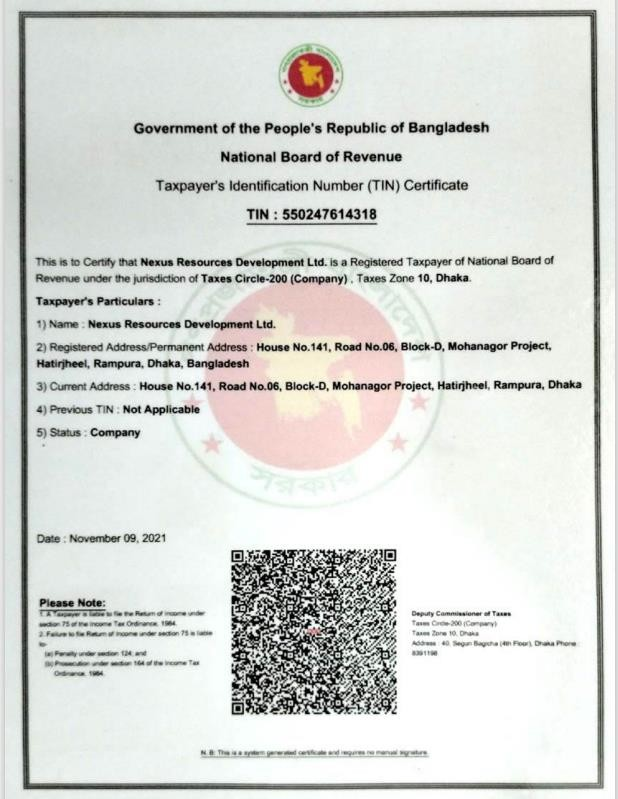 গণপ্রজাতন্ত্রী বাংলাদেশ
সরকার
Government of the People's Republic of Bangladesh
National Board of Revenue
Taxpayer's Identification Number (TIN) Certificate
TIN : 550247614318
This is to Certify that Nexus Resources Development Ltd. is a Registered Taxpayer of National Board of
Revenue under the jurisdiction of Taxes Circle-200 (Company) , Taxes Zone 10, Dhaka.
Taxpayer's Particulars :
1) Name : Nexus Resources Development Ltd.
2) Registered Address/Permanent Address : House No.141, Road No.06, Block-D, Mohanagor Project,
Hatirjheel, Rampura, Dhaka, Bangladesh
3) Current Address : House No.141, Road No.06, Block-D, Mohanagor Project, Hatirjheel, Rampura, Dhaka
4) Previous TIN : Not Applicable
5) Status : Company
সরকার
Date : November 09, 2021
Please Note:
1. A Taxpayer is liable to file the Return of Income under
section 75 of the Income Tax Ordinance, 1984.
2. Failure to file Return of Income under section 75 is liable
to-
(a) Penalty under section 124; and
(b) Prosecution under section 164 of the Income Tax
Ordinance, 1984.
Deputy Commissioner of Taxes
Taxes Circle-200 (Company)
Taxes Zone 10, Dhaka
Address : 40, Segun Bagicha (4th Floor), Dhaka Phone :
8391198
N. B: This is a system generated certificate and requires no manual signature.